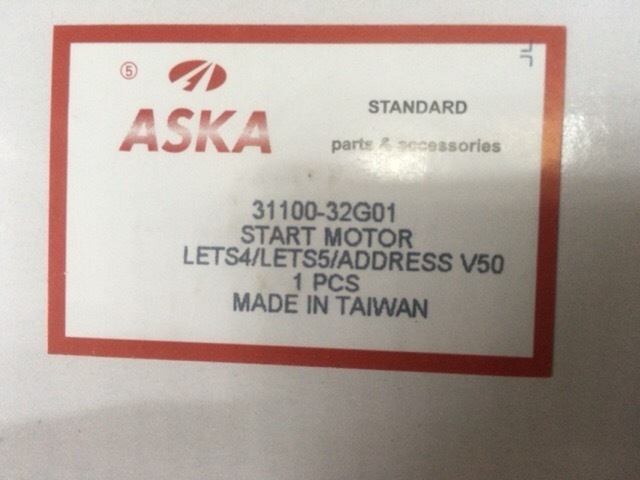 ⑤
ASKA
STANDARD
parts & accessories
31100-32G01
START MOTOR
LETS4/LETS5/ADDRESS V50
1 PCS
MADE IN TAIWAN